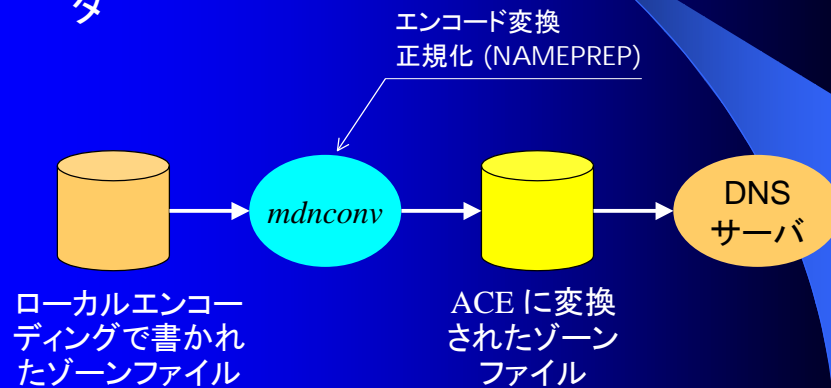 タ
エンコード変換
正規化 (NAMEPREP)
mdnconv
DNS
サーバ
ローカルエンコー
ディングで書かれ
たゾーンファイル
ACE に変換
されたゾーン
ファイル